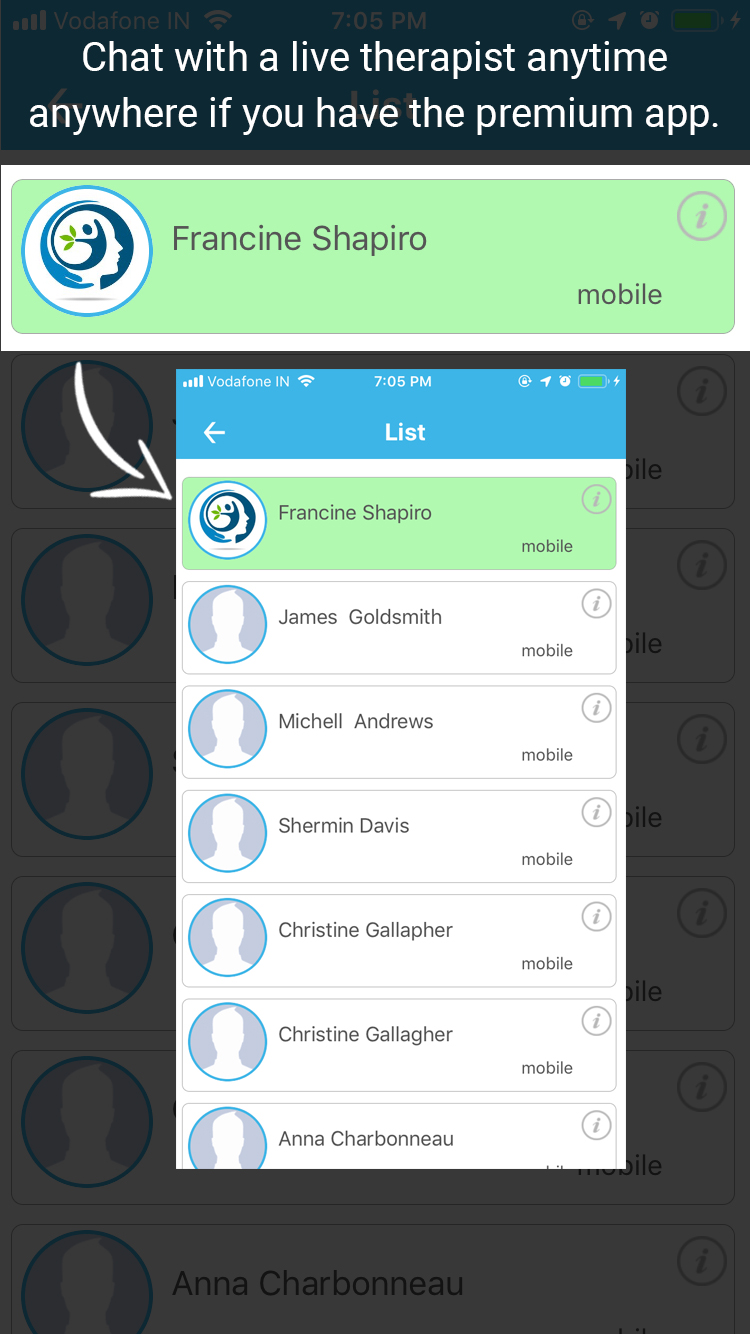 Vodafone IN 7:05 PM
Chat with a live therapist anytime
anywhere if you have the premium app.
List
Francine Shapiro
mobile
Vodafone IN 7:05 PM
List
Francine Shapiro
mobile
James Goldsmith
mobile
Michell Andrews
mobile
Shermin Davis
mobile
Christine Gallapher
mobile
Christine Gallagher
mobile
Anna Charbonneau
mobile
Anna Charbonneau